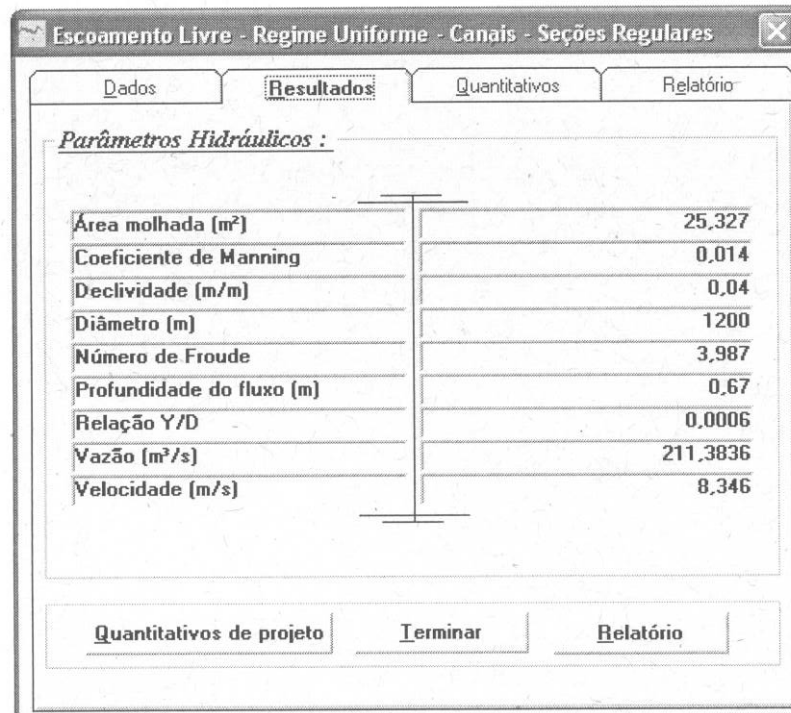 Escoamento Livre - Regime Uniforme - Canais - Seções Regulares
Dados Resultados Quantitativos Relatório
Parâmetros Hidráulicos :
Área molhada (m²) 25,327
Coeficiente de Manning 0,014
Declividade (m/m) 0,04
Diâmetro (m) 1200
Número de Froude 3,987
Profundidade do fluxo (m) 0,67
Relação Y/D 0,0006
Vazão (m³/s) 211,3836
Velocidade (m/s) 8,346
Quantitativos de projeto Terminar Relatório